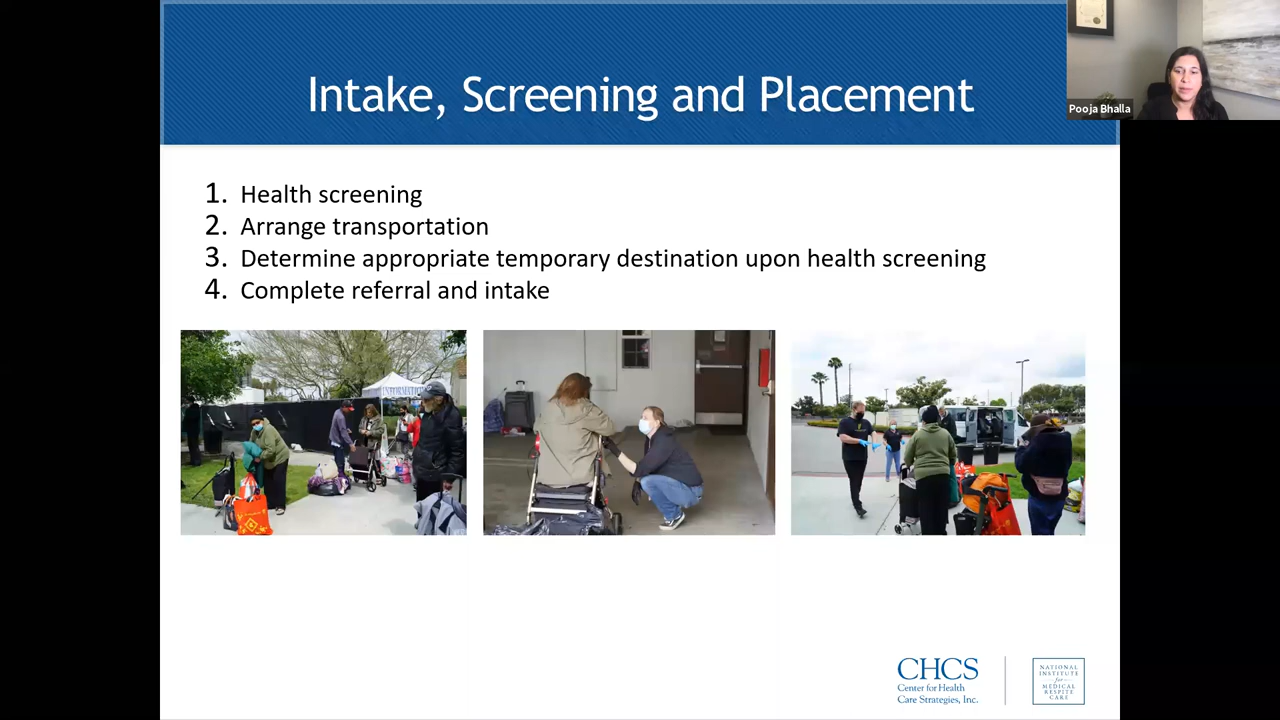 Intake, Screening and Placement
Pooja Bhalla
1. Health screening
2. Arrange transportation
3. Determine appropriate temporary destination upon health screening
4. Complete referral and intake
CHCS
Center for Health
Care Strategies, Inc.
NATIONAL
INSTITUTE
for
MEDICAL
RESPITE
CARE